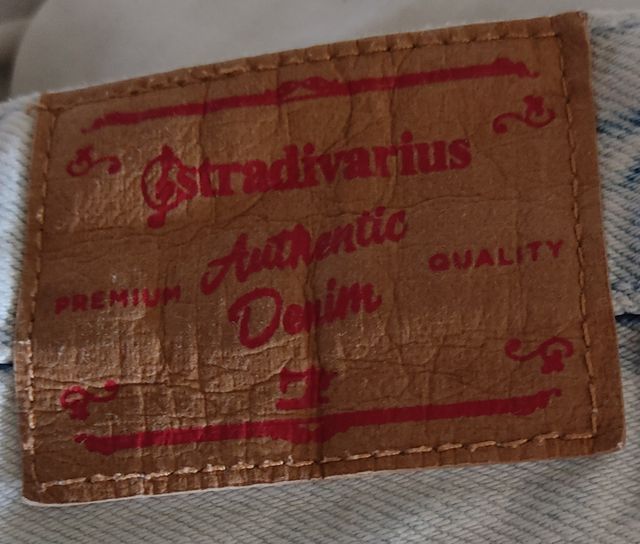 stradivarius
Authentic
PREMIUM QUALITY
Denim